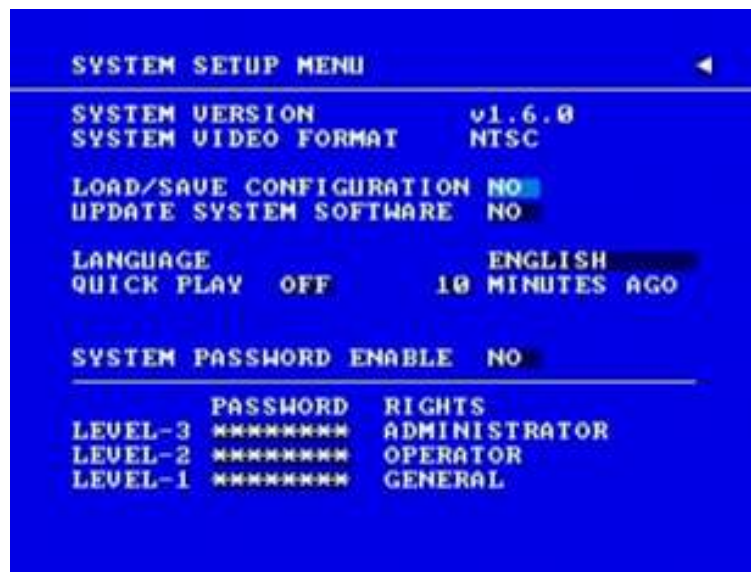 SYSTEM SETUP MENU
SYSTEM VERSION v1.6.0
SYSTEM VIDEO FORMAT NTSC
LOAD/SAVE CONFIGURATION NO
UPDATE SYSTEM SOFTWARE NO
LANGUAGE ENGLISH
QUICK PLAY OFF 10 MINUTES AGO
SYSTEM PASSWORD ENABLE NO
PASSWORD RIGHTS
LEVEL-3 ******** ADMINISTRATOR
LEVEL-2 ******** OPERATOR
LEVEL-1 ******** GENERAL